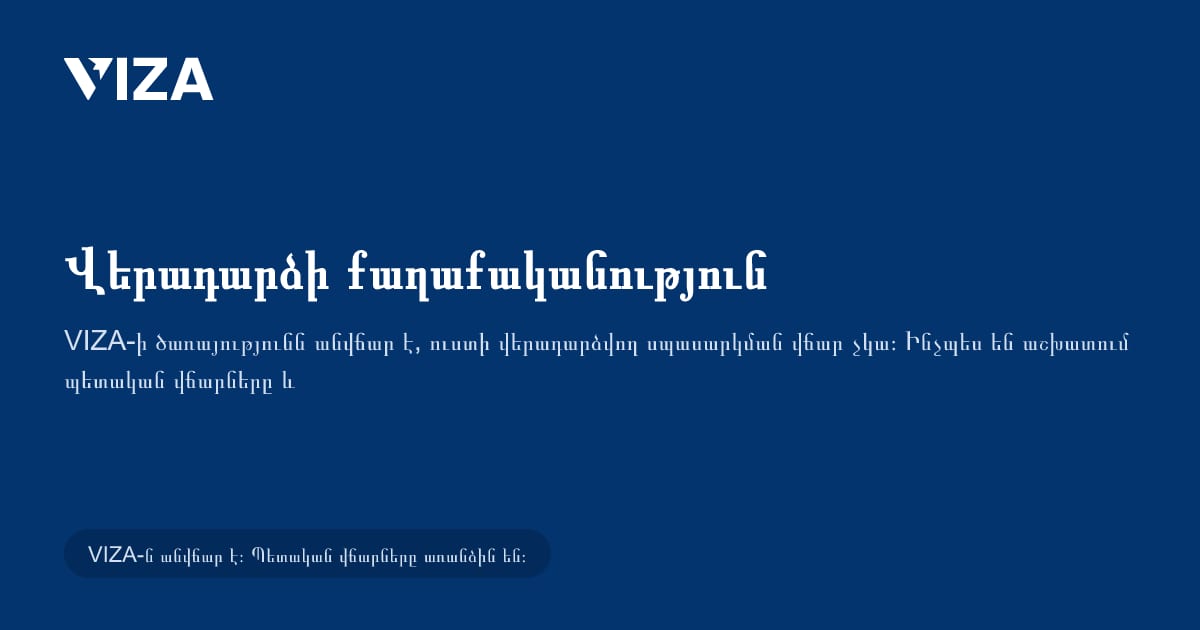 VIZA
Վերադարձի քաղաքականություն
VIZA-ի ծառայությունն անվճար է, ուստի վերադարձվող սպասարկման վճար չկա։ Ինչպես են աշխատում
պետական վճարները և
VIZA-ն անվճար է։ Պետական վճարները առանձին են։